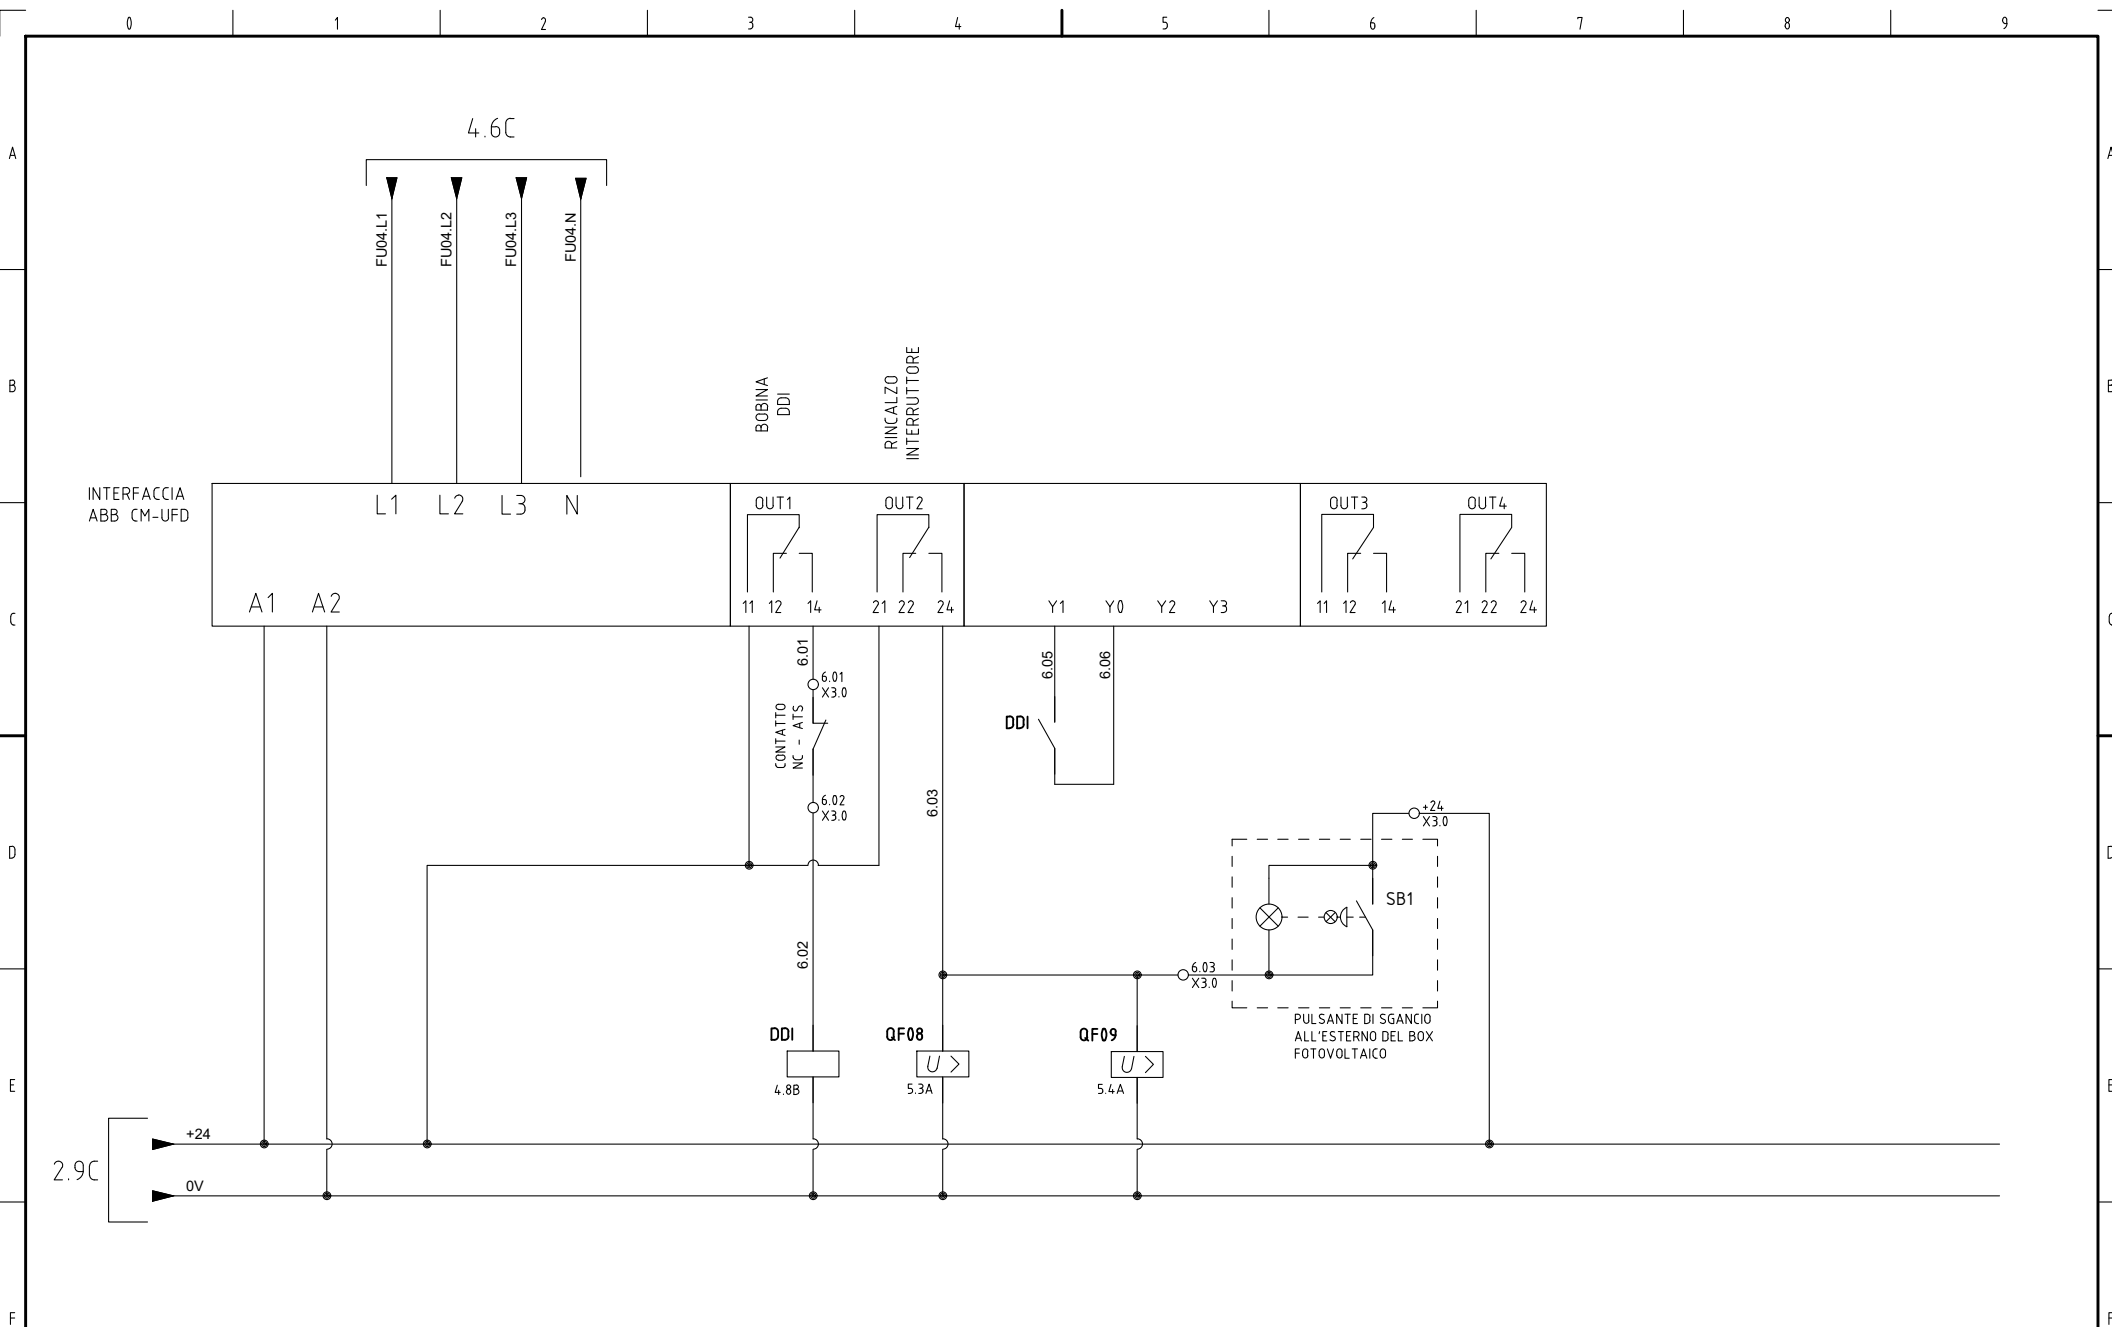 0 1 2 3 4 5 6 7 8 9
A
A
4.6C
FU04.L1
FU04.L2
FU04.L3
FU04.N
B
B
BOBINA
DDI
RINCALZO
INTERRUTTORE
INTERFACCIA
ABB CM-UFD
L1 L2 L3 N
OUT1
OUT2
OUT3
OUT4
A1 A2
11 12 14
21 22 24
Y1 Y0 Y2 Y3
11 12 14
21 22 24
C
C
6.01
6.01
X3.0
CONTATTO
NC - ATS
6.02
X3.0
6.05
6.06
DDI
6.03
+24
X3.0
D
D
SB1
6.02
6.03
X3.0
PULSANTE DI SGANCIO
ALL'ESTERNO DEL BOX
FOTOVOLTAICO
DDI
4.8B
QF08
U >
5.3A
QF09
U >
5.4A
E
E
2.9C
+24
0V
F
F